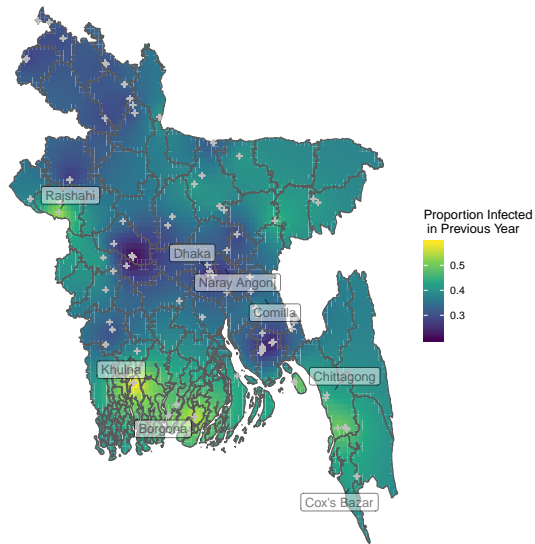 Rajshahi
Dhaka
Naray Angonj
Comilla
Khulna
Chittagong
Borgona
Cox's Bazar
Proportion Infected
in Previous Year
0.5
0.4
0.3